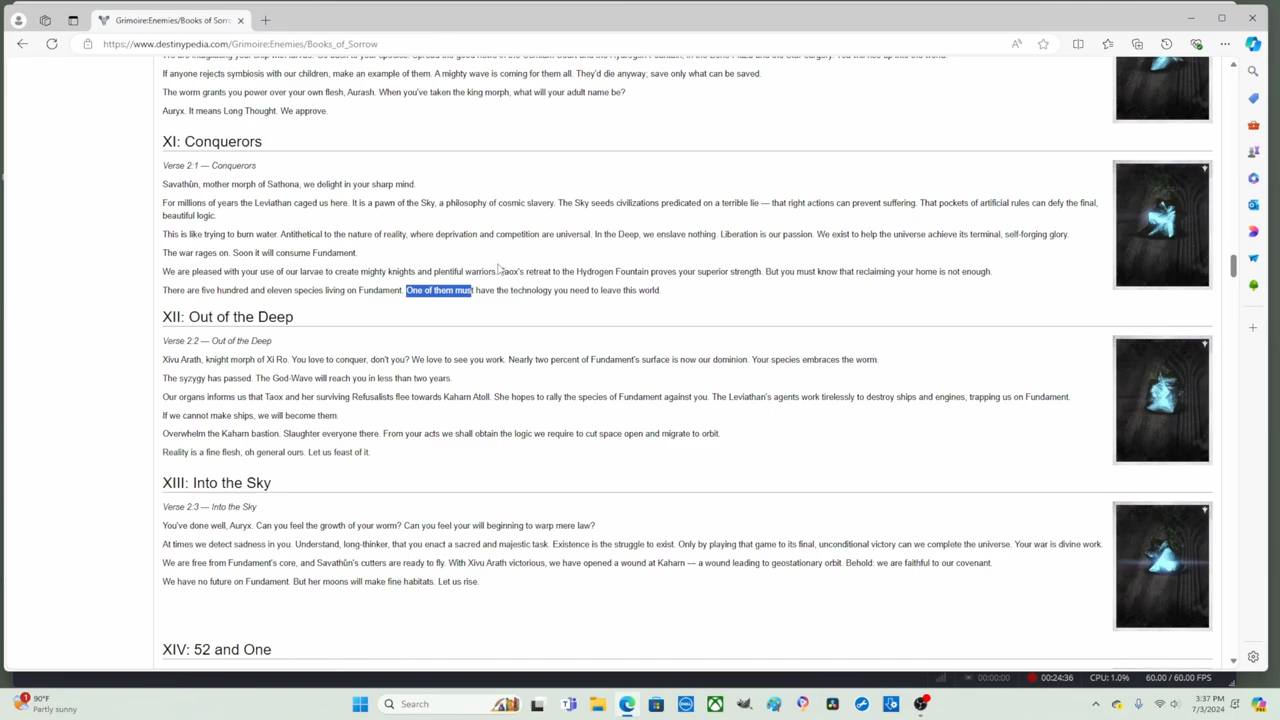 Grimoire:Enemies/Books of Sorr
https://www.destinypedia.com/Grimoire:Enemies/Books_of_Sorrow
If anyone rejects symbiosis with our children, make an example of them. A mighty wave is coming for them all. They'd die anyway; save only what can be saved.
The worm grants you power over your own flesh, Aurash. When you've taken the king morph, what will your adult name be?
Auryx. It means Long Thought. We approve.
XI: Conquerors
Verse 2:1 — Conquerors
Savathûn, mother morph of Sathona, we delight in your sharp mind.
For millions of years the Leviathan caged us here. It is a pawn of the Sky, a philosophy of cosmic slavery. The Sky seeds civilizations predicated on a terrible lie — that right actions can prevent suffering. That pockets of artificial rules can defy the final,
beautiful logic.
This is like trying to burn water. Antithetical to the nature of reality, where deprivation and competition are universal. In the Deep, we enslave nothing. Liberation is our passion. We exist to help the universe achieve its terminal, self-forging glory.
The war rages on. Soon it will consume Fundament.
We are pleased with your use of our larvae to create mighty knights and plentiful warriors. Taox's retreat to the Hydrogen Fountain proves your superior strength. But you must know that reclaiming your home is not enough.
There are five hundred and eleven species living on Fundament. One of them must have the technology you need to leave this world.
XII: Out of the Deep
Verse 2:2 — Out of the Deep
Xivu Arath, knight morph of Xi Ro. You love to conquer, don't you? We love to see you work. Nearly two percent of Fundament's surface is now our dominion. Your species embraces the worm.
The syzygy has passed. The God-Wave will reach you in less than two years.
Our organs informs us that Taox and her surviving Refusalists flee towards Kaharn Atoll. She hopes to rally the species of Fundament against you. The Leviathan's agents work tirelessly to destroy ships and engines, trapping us on Fundament.
If we cannot make ships, we will become them.
Overwhelm the Kaharn bastion. Slaughter everyone there. From your acts we shall obtain the logic we require to cut space open and migrate to orbit.
Reality is a fine flesh, oh general ours. Let us feast of it.
XIII: Into the Sky
Verse 2:3 — Into the Sky
You've done well, Auryx. Can you feel the growth of your worm? Can you feel your will beginning to warp mere law?
At times we detect sadness in you. Understand, long-thinker, that you enact a sacred and majestic task. Existence is the struggle to exist. Only by playing that game to its final, unconditional victory can we complete the universe. Your war is divine work.
We are free from Fundament's core, and Savathûn's cutters are ready to fly. With Xivu Arath victorious, we have opened a wound at Kaharn — a wound leading to geostationary orbit. Behold: we are faithful to our covenant.
We have no future on Fundament. But her moons will make fine habitats. Let us rise.
XIV: 52 and One
00:00:00 00:24:36 CPU: 1.0% 60.00 / 60.00 FPS
1
90°F
Partly sunny
Search
3:37 PM
7/3/2024